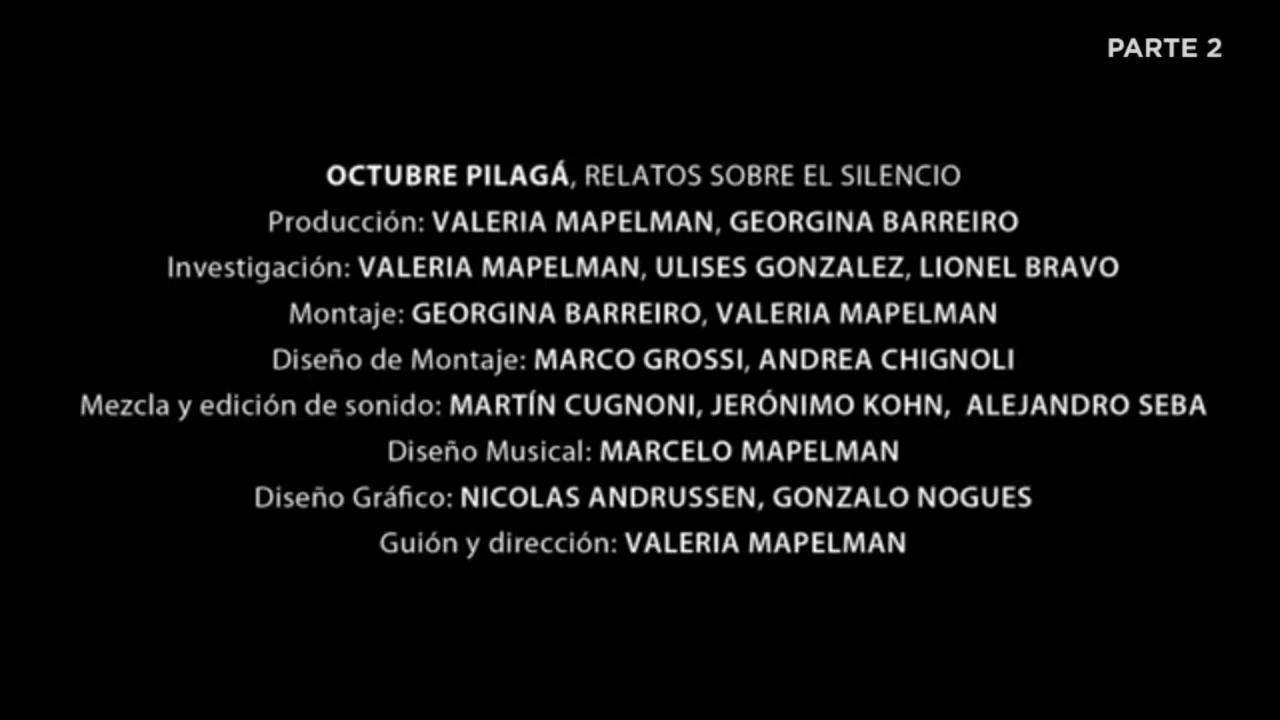 PARTE 2
OCTUBRE PILAGÁ, RELATOS SOBRE EL SILENCIO
Producción: VALERIA MAPELMAN, GEORGINA BARREIRO
Investigación: VALERIA MAPELMAN, ULISES GONZALEZ, LIONEL BRAVO
Montaje: GEORGINA BARREIRO, VALERIA MAPELMAN
Diseño de Montaje: MARCO GROSSI, ANDREA CHIGNOLI
Mezcla y edición de sonido: MARTÍN CUGNONI, JERÓNIMO KOHN, ALEJANDRO SEBA
Diseño Musical: MARCELO MAPELMAN
Diseño Gráfico: NICOLAS ANDRUSSEN, GONZALO NOGUES
Guión y dirección: VALERIA MAPELMAN